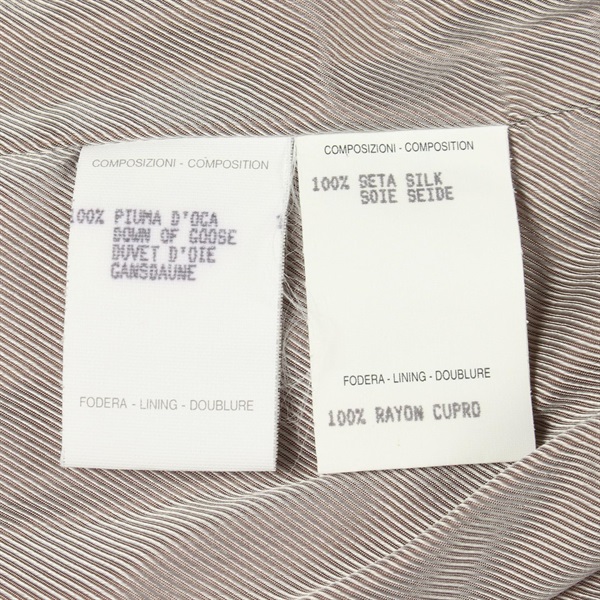 COMPOSIZIONI - COMPOSITION
100% PIUMA D'OCA
DOWN OF GOOSE
DUVET D'OIE
GANSDAUNE
FODERA - LINING - DOUBLURE
COMPOSIZIONI - COMPOSITION
100% SETA SILK
SOIE SEIDE
FODERA - LINING - DOUBLURE
100% RAYON CUPRO